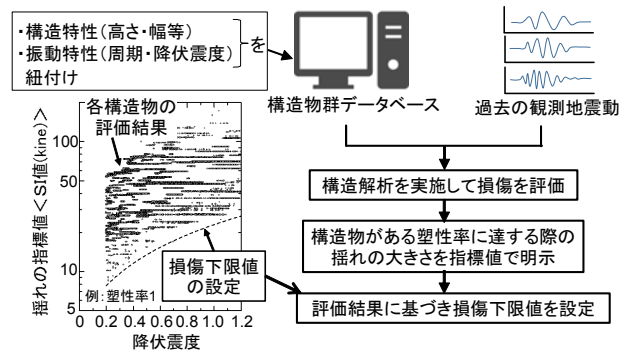 ・構造特性(高さ・幅等)
・振動特性(周期・降伏震度)
を
紐付け
構造物群データベース
過去の観測地震動
各構造物の
評価結果
揺れの指標値＜SI値(kine)＞
100
50
10
5
例:塑性率1
0 0.2 0.4 0.6 0.8 1.0 1.2
降伏震度
損傷下限値
の設定
構造解析を実施して損傷を評価
構造物がある塑性率に達する際の
揺れの大きさを指標値で明示
評価結果に基づき損傷下限値を設定